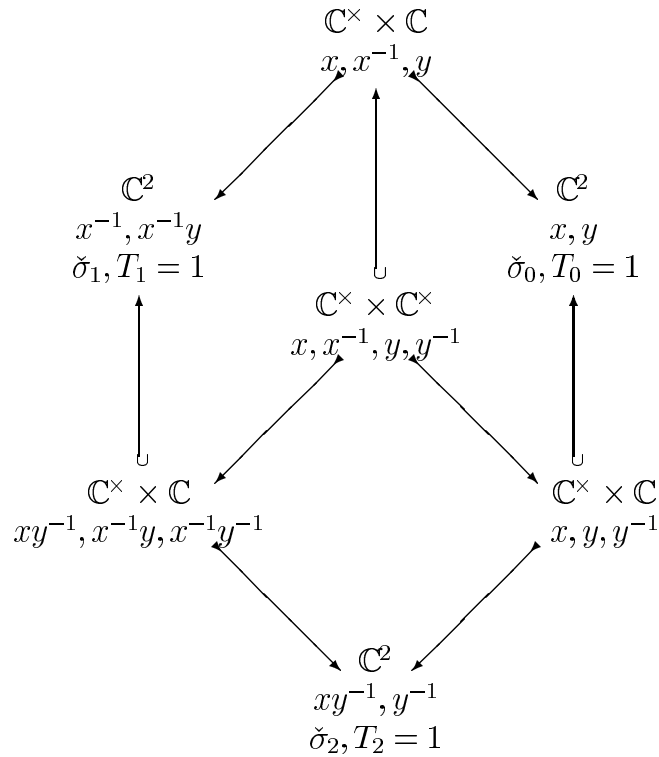 ℂ^× × ℂ
x, x^{-1}, y
ℂ^2
x^{-1}, x^{-1}y
σ̌_1, T_1 = 1
ℂ^2
x, y
σ̌_0, T_0 = 1
ℂ^× × ℂ^×
x, x^{-1}, y, y^{-1}
ℂ^× × ℂ
xy^{-1}, x^{-1}y, x^{-1}y^{-1}
ℂ^× × ℂ
x, y, y^{-1}
ℂ^2
xy^{-1}, y^{-1}
σ̌_2, T_2 = 1